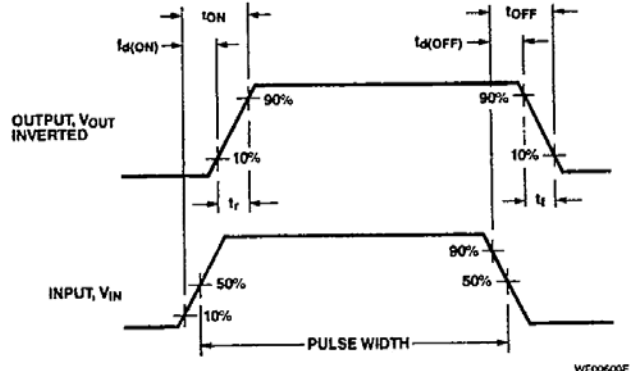 tON
tOFF
td(ON)
td(OFF)
90%
90%
OUTPUT, VOUT
INVERTED
10%
10%
tr
tf
90%
50%
50%
INPUT, VIN
10%
PULSE WIDTH
WF00600F